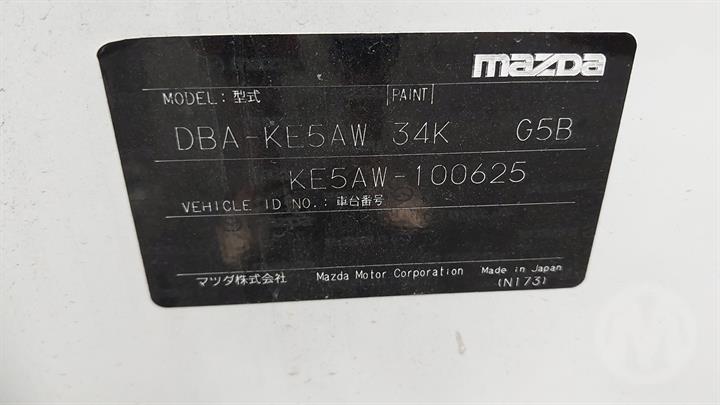 mazda
MODEL: 型式 PAINT
DBA-KE5AW 34K G5B
KE5AW-100625
VEHICLE ID NO.: 車台番号
マツダ株式会社 Mazda Motor Corporation Made in Japan
(N173)
M